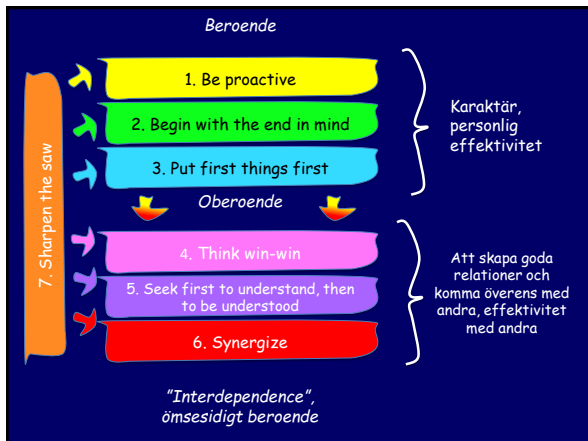 Beroende
1. Be proactive
2. Begin with the end in mind
3. Put first things first
Karaktär,
personlig
effektivitet
Oberoende
7. Sharpen the saw
4. Think win-win
5. Seek first to understand, then
to be understood
6. Synergize
Att skapa goda
relationer och
komma överens med
andra, effektivitet
med andra
”Interdependence”,
ömsesidigt beroende